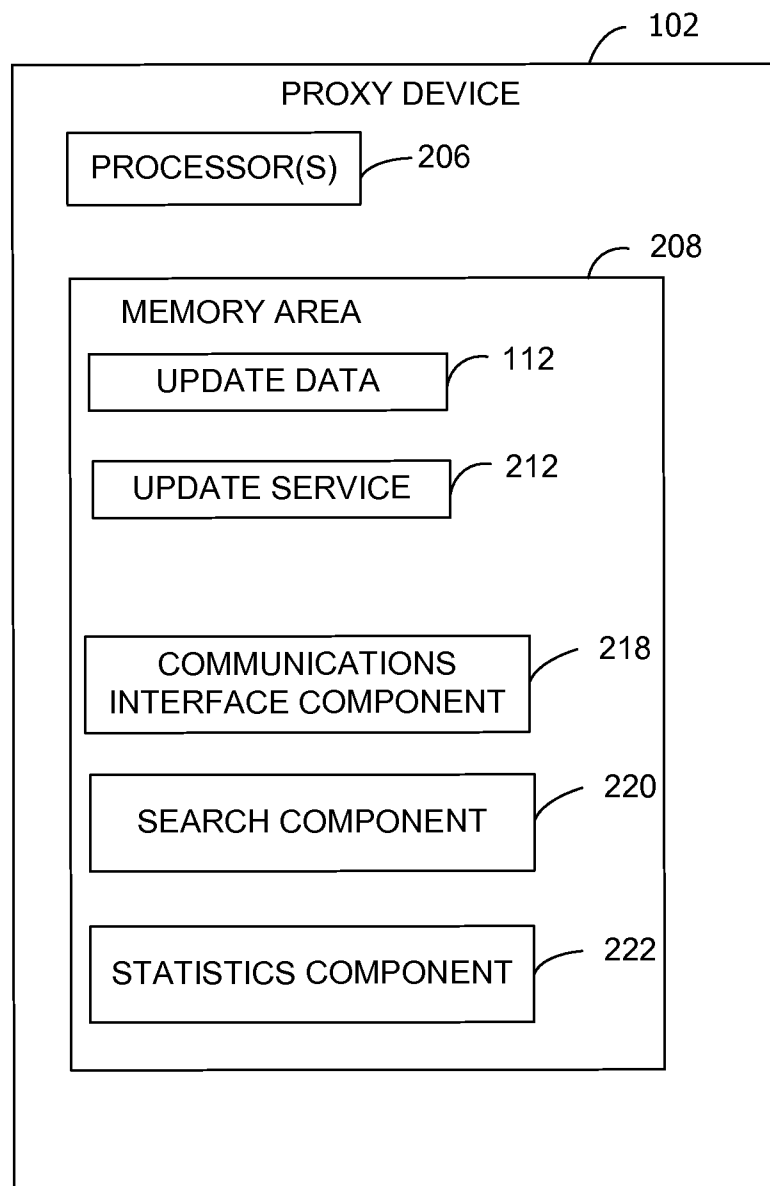 102
PROXY DEVICE
PROCESSOR(S)
206
208
MEMORY AREA
UPDATE DATA
112
UPDATE SERVICE
212
COMMUNICATIONS
INTERFACE COMPONENT
218
SEARCH COMPONENT
220
STATISTICS COMPONENT
222